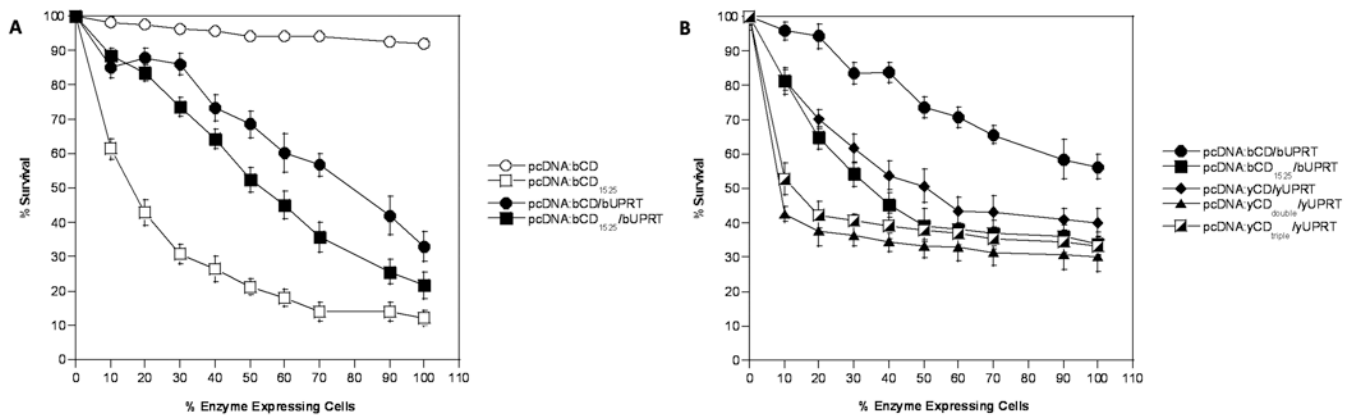 A
100
90
80
70
60
50
40
30
20
10
0
% Survival
0 10 20 30 40 50 60 70 80 90 100 110
% Enzyme Expressing Cells
pcDNA:bCD
pcDNA:bCD1525
pcDNA:bCD/bUPRT
pcDNA:bCD1525/bUPRT
B
100
90
80
70
60
50
40
30
20
10
0
% Survival
0 10 20 30 40 50 60 70 80 90 100 110
% Enzyme Expressing Cells
pcDNA:bCD/bUPRT
pcDNA:bCD1525/bUPRT
pcDNA:yCD/yUPRT
pcDNA:yCDdouble/yUPRT
pcDNA:yCDtriple/yUPRT